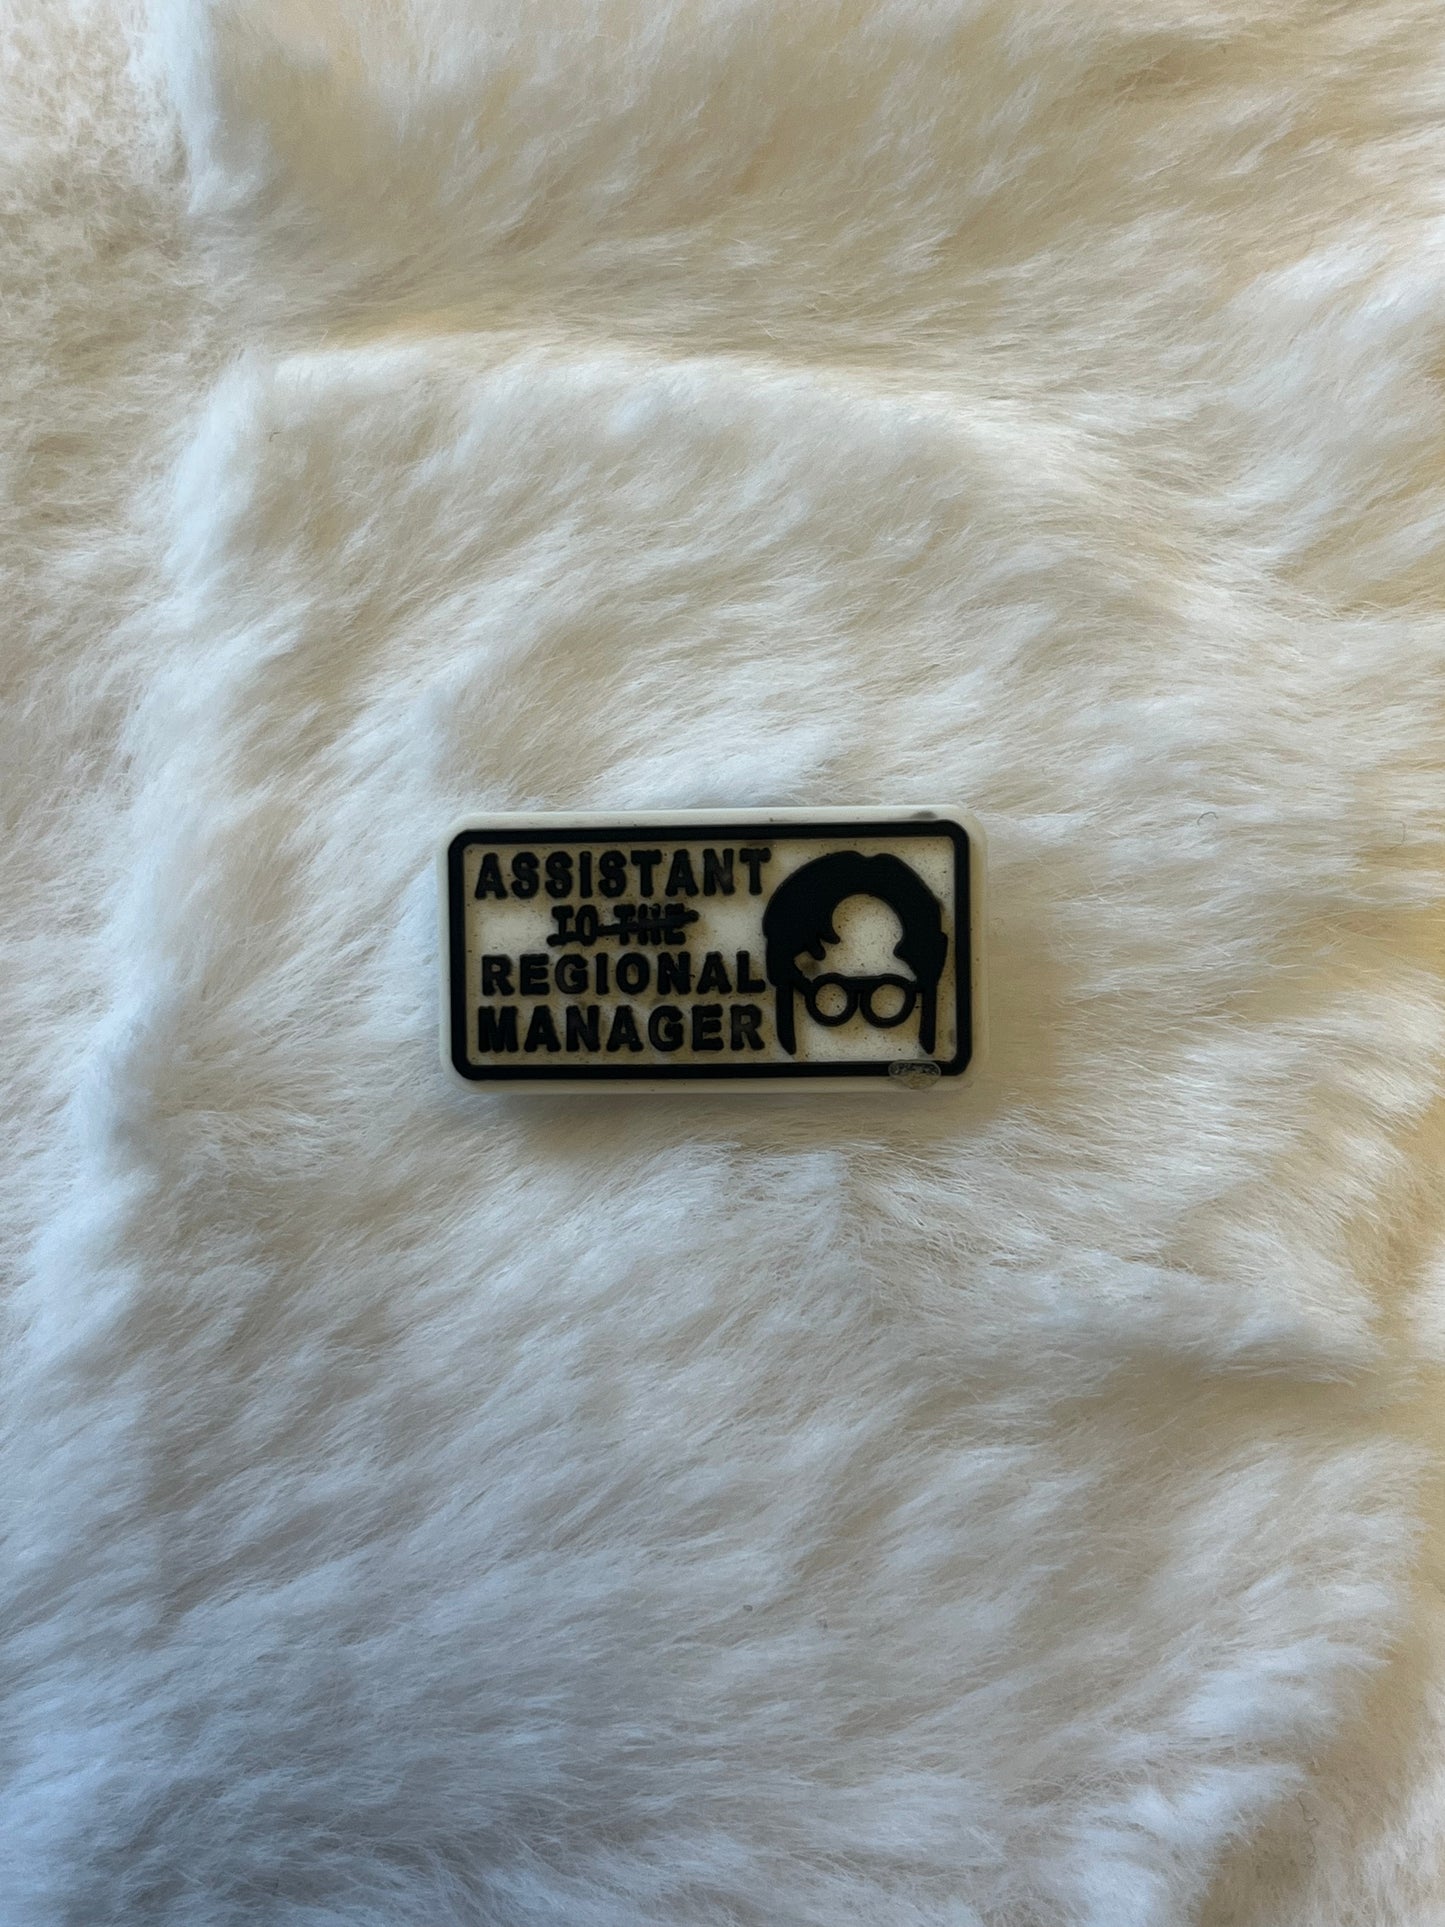 ASSISTANT
TO THE
REGIONAL
MANAGER